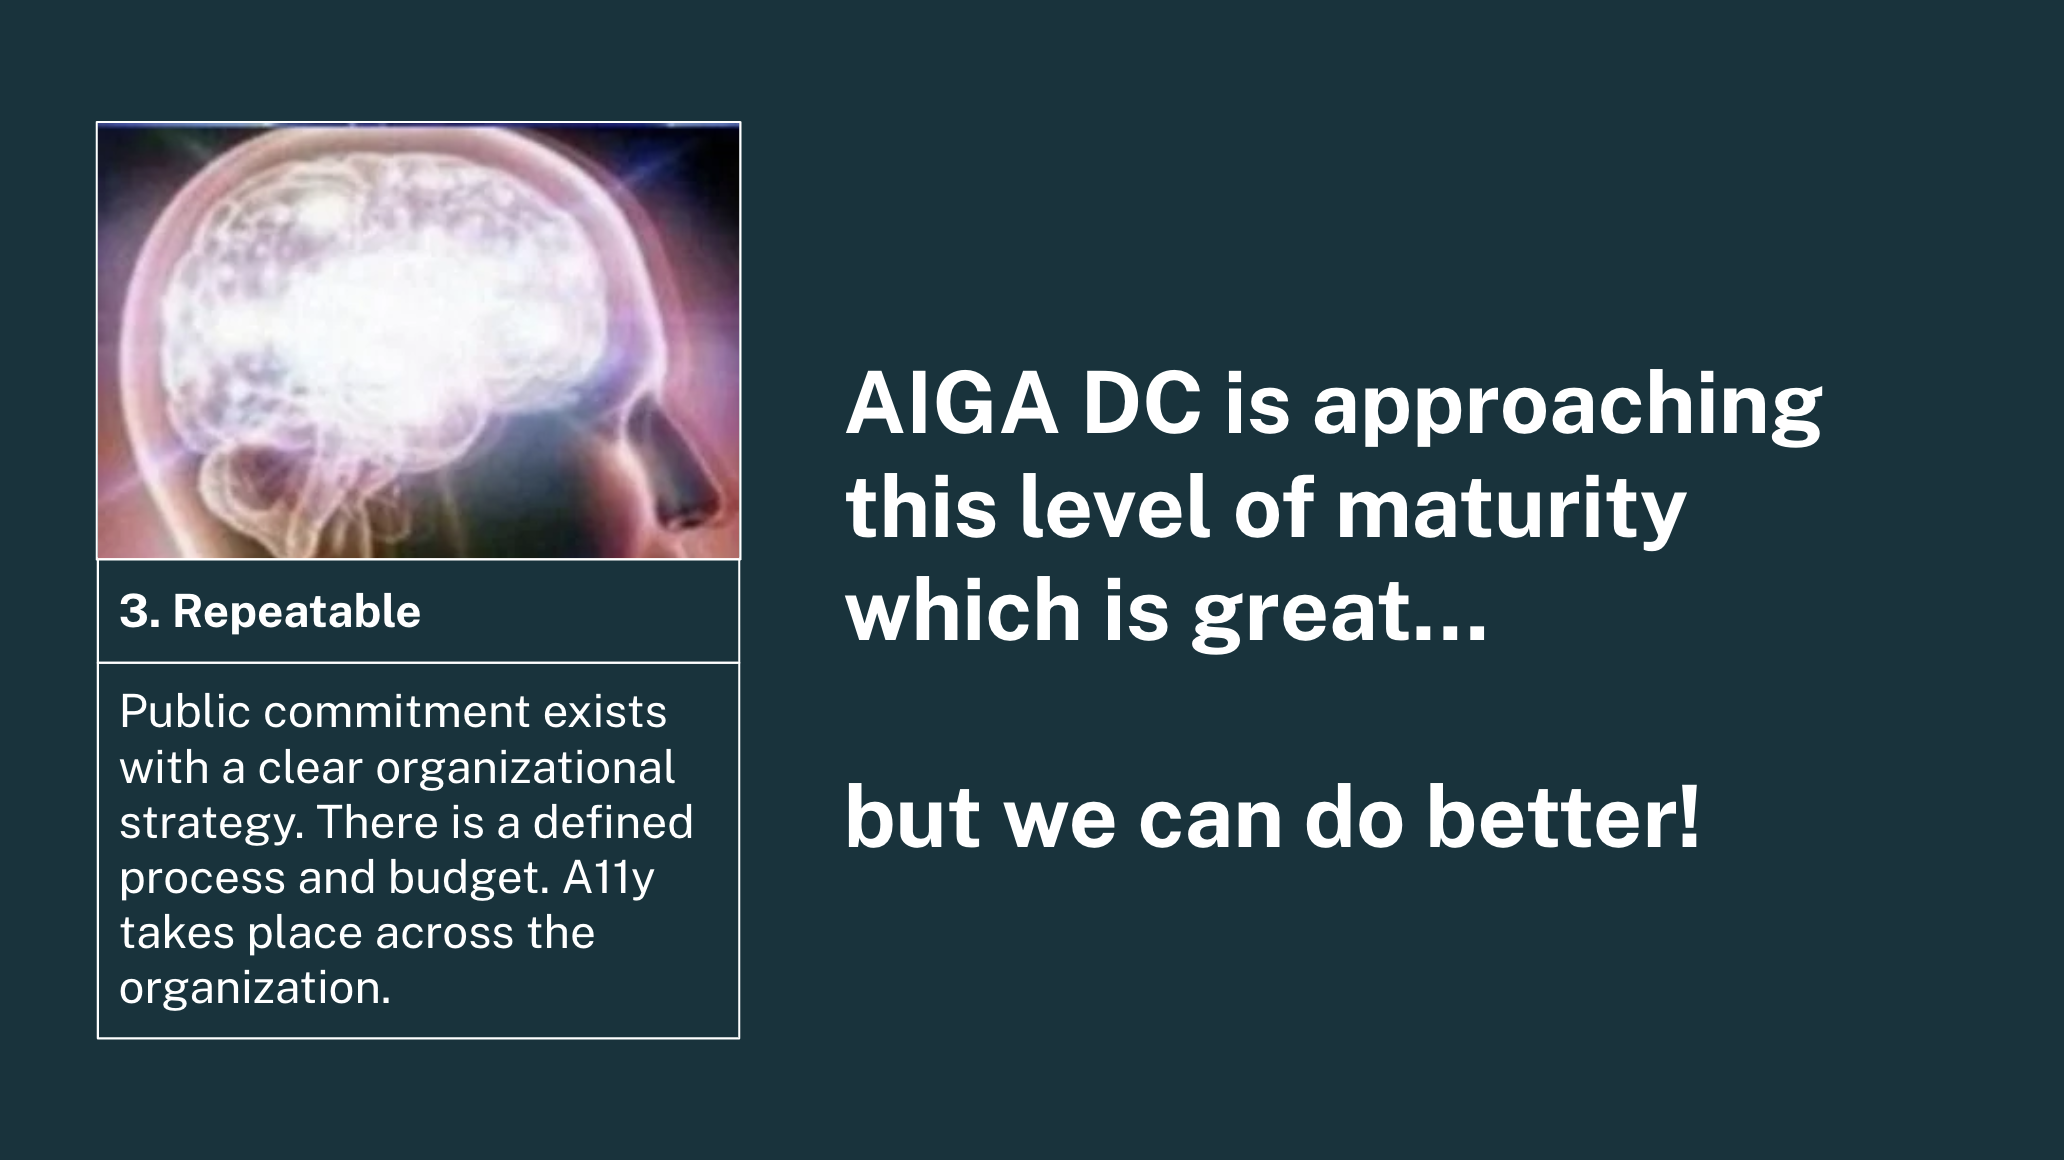 3. Repeatable
Public commitment exists
with a clear organizational
strategy. There is a defined
process and budget. A11y
takes place across the
organization.
AIGA DC is approaching
this level of maturity
which is great...
but we can do better!